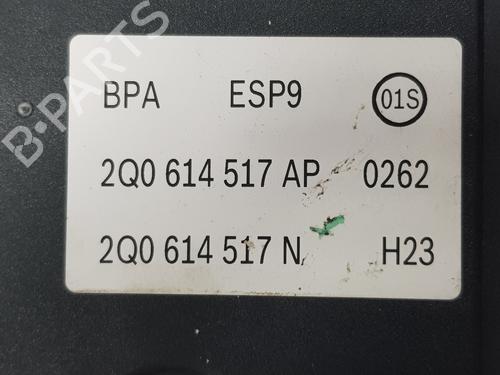 B-PARTS
BPA ESP9 01S
2Q0 614 517 AP 0262
2Q0 614 517 N H23